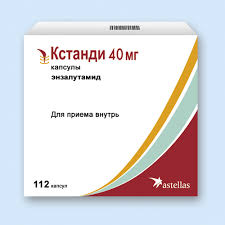 Кстанди 40 мг
капсулы
энзалутамид
Для приема внутрь
112 капсул
astellas